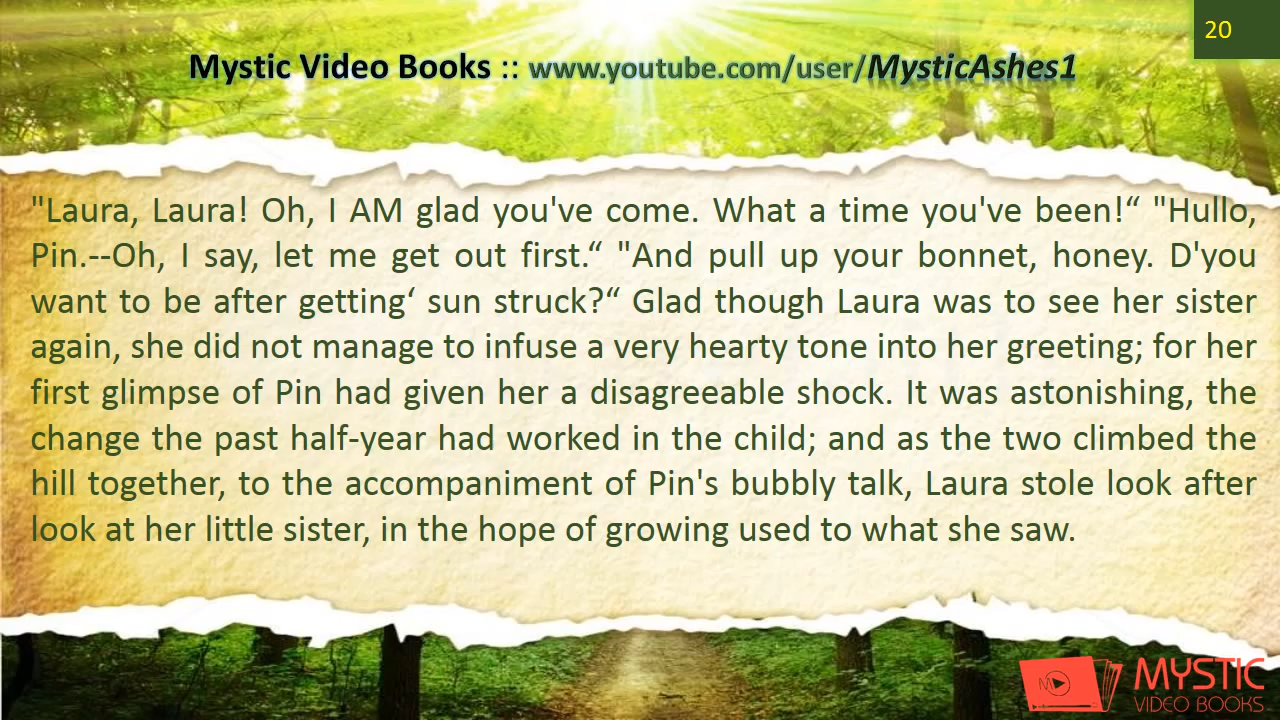 20
Mystic Video Books :: www.youtube.com/user/MysticAshes1
"Laura, Laura! Oh, I AM glad you've come. What a time you've been!“ "Hullo,
Pin.--Oh, I say, let me get out first.“ "And pull up your bonnet, honey. D'you
want to be after getting‘ sun struck?“ Glad though Laura was to see her sister
again, she did not manage to infuse a very hearty tone into her greeting; for her
first glimpse of Pin had given her a disagreeable shock. It was astonishing, the
change the past half-year had worked in the child; and as the two climbed the
hill together, to the accompaniment of Pin's bubbly talk, Laura stole look after
look at her little sister, in the hope of growing used to what she saw.
MYSTIC
VIDEO BOOKS